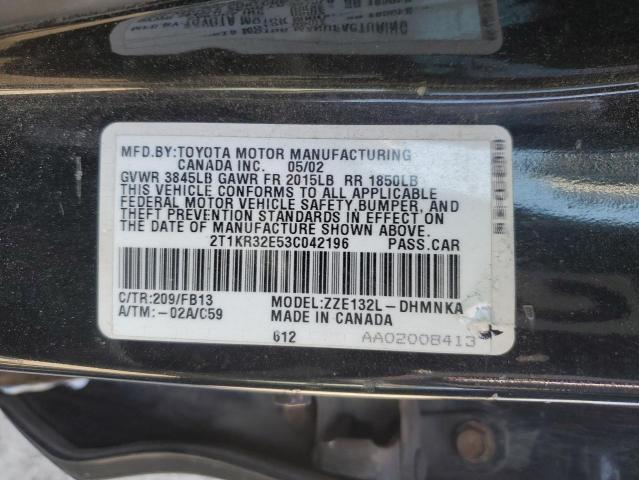 MFD.BY:TOYOTA MOTOR MANUFACTURING
CANADA INC. 05/02
GVWR 3845LB GAWR FR 2015LB RR 1850LB
THIS VEHICLE CONFORMS TO ALL APPLICABLE
FEDERAL MOTOR VEHICLE SAFETY,BUMPER, AND
THEFT PREVENTION STANDARDS IN EFFECT ON
THE DATE OF MANUFACTURE SHOWN ABOVE.
2T1KR32E53C042196 PASS.CAR
C/TR:209/FB13 MODEL:ZZE132L-DHMNKA
A/TM:-02A/C59 MADE IN CANADA
612 AA02008413